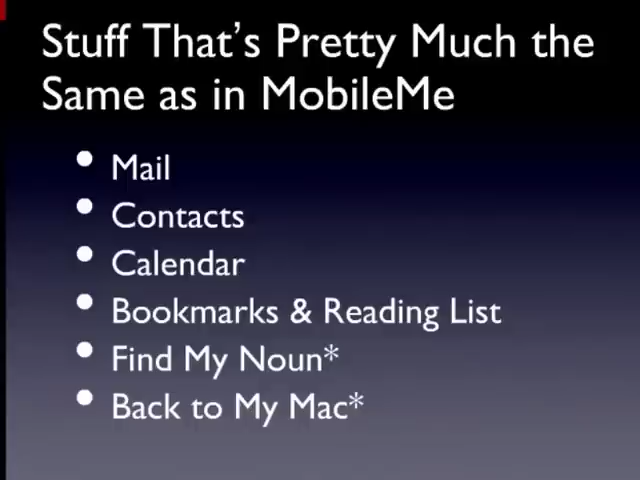 Stuff That's Pretty Much the
Same as in MobileMe
• Mail
• Contacts
• Calendar
• Bookmarks & Reading List
• Find My Noun*
• Back to My Mac*